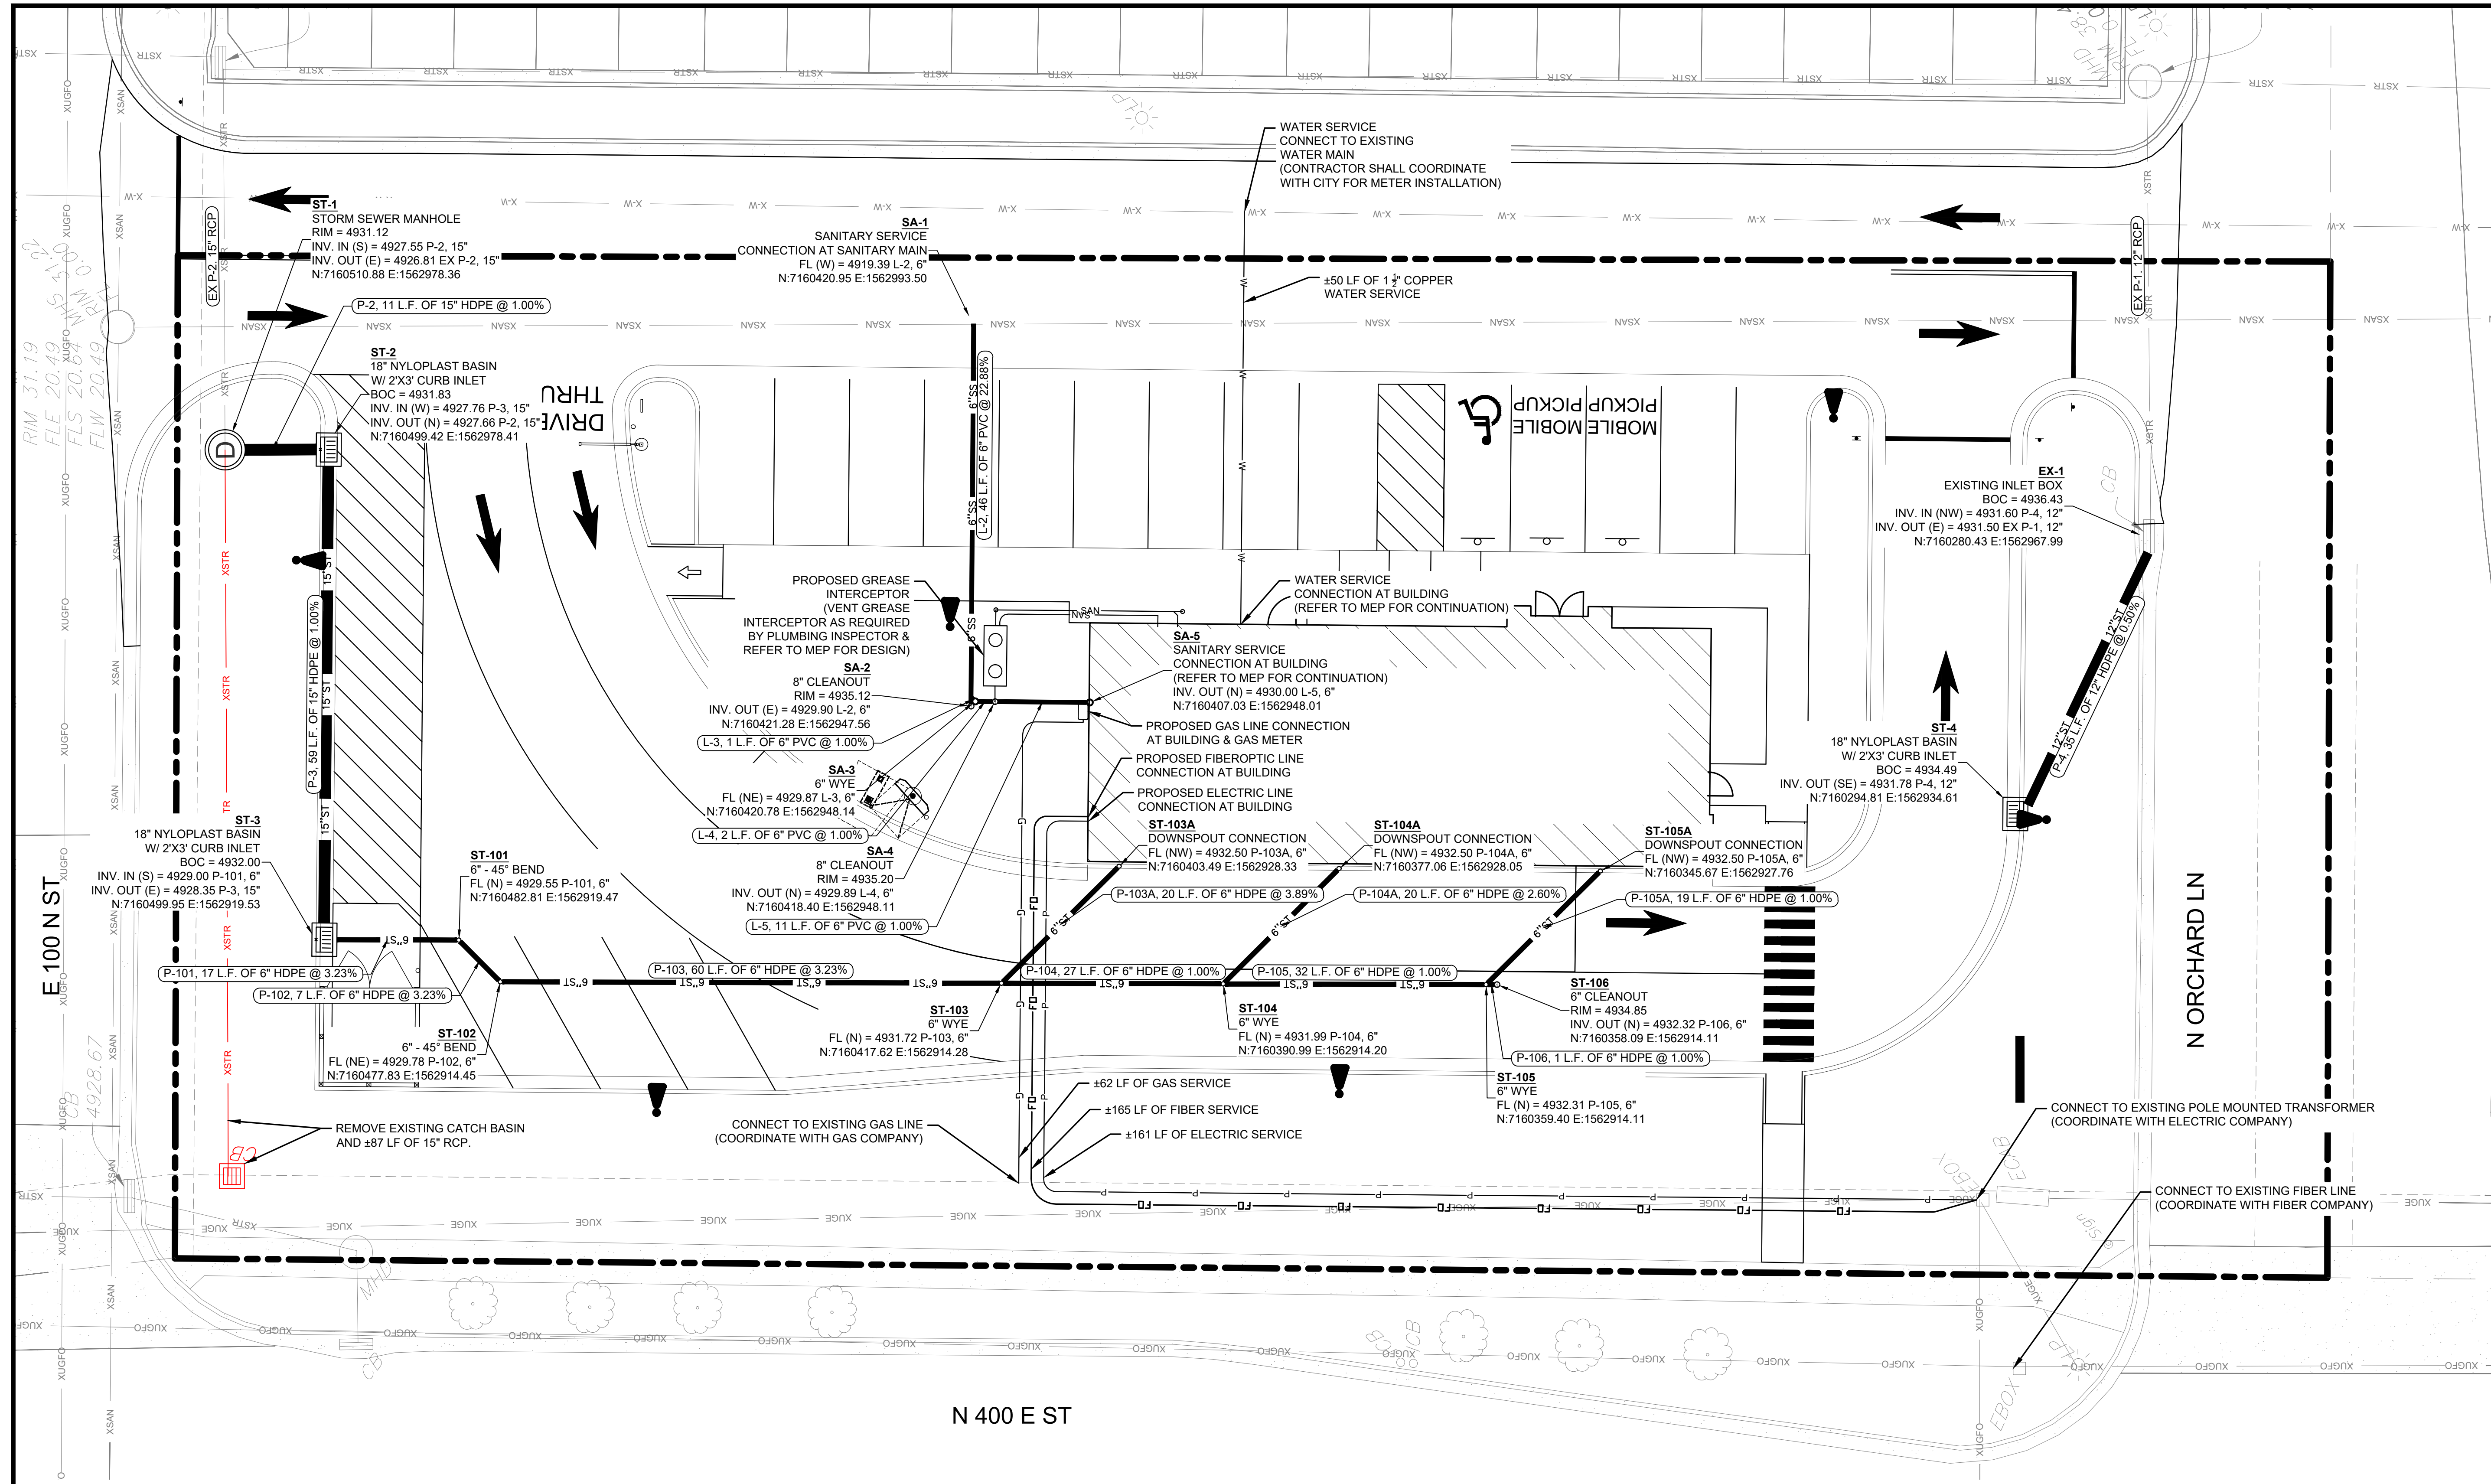 WATER SERVICE
CONNECT TO EXISTING
WATER MAIN
(CONTRACTOR SHALL COORDINATE
WITH CITY FOR METER INSTALLATION)
ST-1
STORM SEWER MANHOLE
RIM = 4931.12
INV. IN (S) = 4927.55 P-2, 15"
INV. OUT (E) = 4926.81 EX P-2, 15"
N:7160510.88 E:1562978.36
EX P-2, 15" RCP
SA-1
SANITARY SERVICE
CONNECTION AT SANITARY MAIN
FL (W) = 4919.39 L-2, 6"
N:7160420.95 E:1562993.50
EX P-1, 12" RCP
±50 LF OF 1 1/2" COPPER
WATER SERVICE
P-2, 11 L.F. OF 15" HDPE @ 1.00%
ST-2
18" NYLOPLAST BASIN
W/ 2'X3' CURB INLET
BOC = 4931.83
INV. IN (W) = 4927.76 P-3, 15"
INV. OUT (N) = 4927.66 P-2, 15"
N:7160499.42 E:1562978.41
DRIVE
THRU
L-2, 46 L.F. OF 6" PVC @ 22.88%
MOBILE
PICKUP
MOBILE
PICKUP
RIM 31.19
FLE 20.49
FLS 20.64
FLW 20.49
EX-1
EXISTING INLET BOX
BOC = 4936.43
INV. IN (NW) = 4931.60 P-4, 12"
INV. OUT (E) = 4931.50 EX P-1, 12"
N:7160280.43 E:1562967.99
PROPOSED GREASE
INTERCEPTOR
(VENT GREASE
INTERCEPTOR AS REQUIRED
BY PLUMBING INSPECTOR &
REFER TO MEP FOR DESIGN)
WATER SERVICE
CONNECTION AT BUILDING
(REFER TO MEP FOR CONTINUATION)
SA-5
SANITARY SERVICE
CONNECTION AT BUILDING
(REFER TO MEP FOR CONTINUATION)
INV. OUT (N) = 4930.00 L-5, 6"
N:7160407.03 E:1562948.01
SA-2
8" CLEANOUT
RIM = 4935.12
INV. OUT (E) = 4929.90 L-2, 6"
N:7160421.28 E:1562947.56
PROPOSED GAS LINE CONNECTION
AT BUILDING & GAS METER
L-3, 1 L.F. OF 6" PVC @ 1.00%
PROPOSED FIBEROPTIC LINE
CONNECTION AT BUILDING
PROPOSED ELECTRIC LINE
CONNECTION AT BUILDING
SA-3
6" WYE
FL (NE) = 4929.87 L-3, 6"
N:7160420.78 E:1562948.14
L-4, 2 L.F. OF 6" PVC @ 1.00%
P-3, 59 L.F. OF 15" HDPE @ 1.00%
ST-4
18" NYLOPLAST BASIN
W/ 2'X3' CURB INLET
BOC = 4934.49
INV. OUT (SE) = 4931.78 P-4, 12"
N:7160294.81 E:1562934.61
P-4, 35 L.F. OF 12" HDPE @ 0.50%
ST-3
18" NYLOPLAST BASIN
W/ 2'X3' CURB INLET
BOC = 4932.00
INV. IN (S) = 4929.00 P-101, 6"
INV. OUT (E) = 4928.35 P-3, 15"
N:7160499.95 E:1562919.53
ST-101
6" - 45° BEND
FL (N) = 4929.55 P-101, 6"
N:7160482.81 E:1562919.47
SA-4
8" CLEANOUT
RIM = 4935.20
INV. OUT (N) = 4929.89 L-4, 6"
N:7160418.40 E:1562948.11
L-5, 11 L.F. OF 6" PVC @ 1.00%
ST-103A
DOWNSPOUT CONNECTION
FL (NW) = 4932.50 P-103A, 6"
N:7160403.49 E:1562928.33
ST-104A
DOWNSPOUT CONNECTION
FL (NW) = 4932.50 P-104A, 6"
N:7160377.06 E:1562928.05
ST-105A
DOWNSPOUT CONNECTION
FL (NW) = 4932.50 P-105A, 6"
N:7160345.67 E:1562927.76
P-103A, 20 L.F. OF 6" HDPE @ 3.89%
P-104A, 20 L.F. OF 6" HDPE @ 2.60%
P-105A, 19 L.F. OF 6" HDPE @ 1.00%
E 100 N ST
N ORCHARD LN
P-101, 17 L.F. OF 6" HDPE @ 3.23%
P-102, 7 L.F. OF 6" HDPE @ 3.23%
P-103, 60 L.F. OF 6" HDPE @ 3.23%
P-104, 27 L.F. OF 6" HDPE @ 1.00%
P-105, 32 L.F. OF 6" HDPE @ 1.00%
ST-102
6" - 45° BEND
FL (NE) = 4929.78 P-102, 6"
N:7160477.83 E:1562914.45
ST-103
6" WYE
FL (N) = 4931.72 P-103, 6"
N:7160417.62 E:1562914.28
ST-104
6" WYE
FL (N) = 4931.99 P-104, 6"
N:7160390.99 E:1562914.20
ST-106
6" CLEANOUT
RIM = 4934.85
INV. OUT (N) = 4932.32 P-106, 6"
N:7160358.09 E:1562914.11
P-106, 1 L.F. OF 6" HDPE @ 1.00%
ST-105
6" WYE
FL (N) = 4932.31 P-105, 6"
N:7160359.40 E:1562914.11
CB
4928.67
REMOVE EXISTING CATCH BASIN
AND ±87 LF OF 15" RCP.
CB
CONNECT TO EXISTING GAS LINE
(COORDINATE WITH GAS COMPANY)
±62 LF OF GAS SERVICE
±165 LF OF FIBER SERVICE
±161 LF OF ELECTRIC SERVICE
CONNECT TO EXISTING POLE MOUNTED TRANSFORMER
(COORDINATE WITH ELECTRIC COMPANY)
CONNECT TO EXISTING FIBER LINE
(COORDINATE WITH FIBER COMPANY)
MHD
CB
EBOX
N 400 E ST